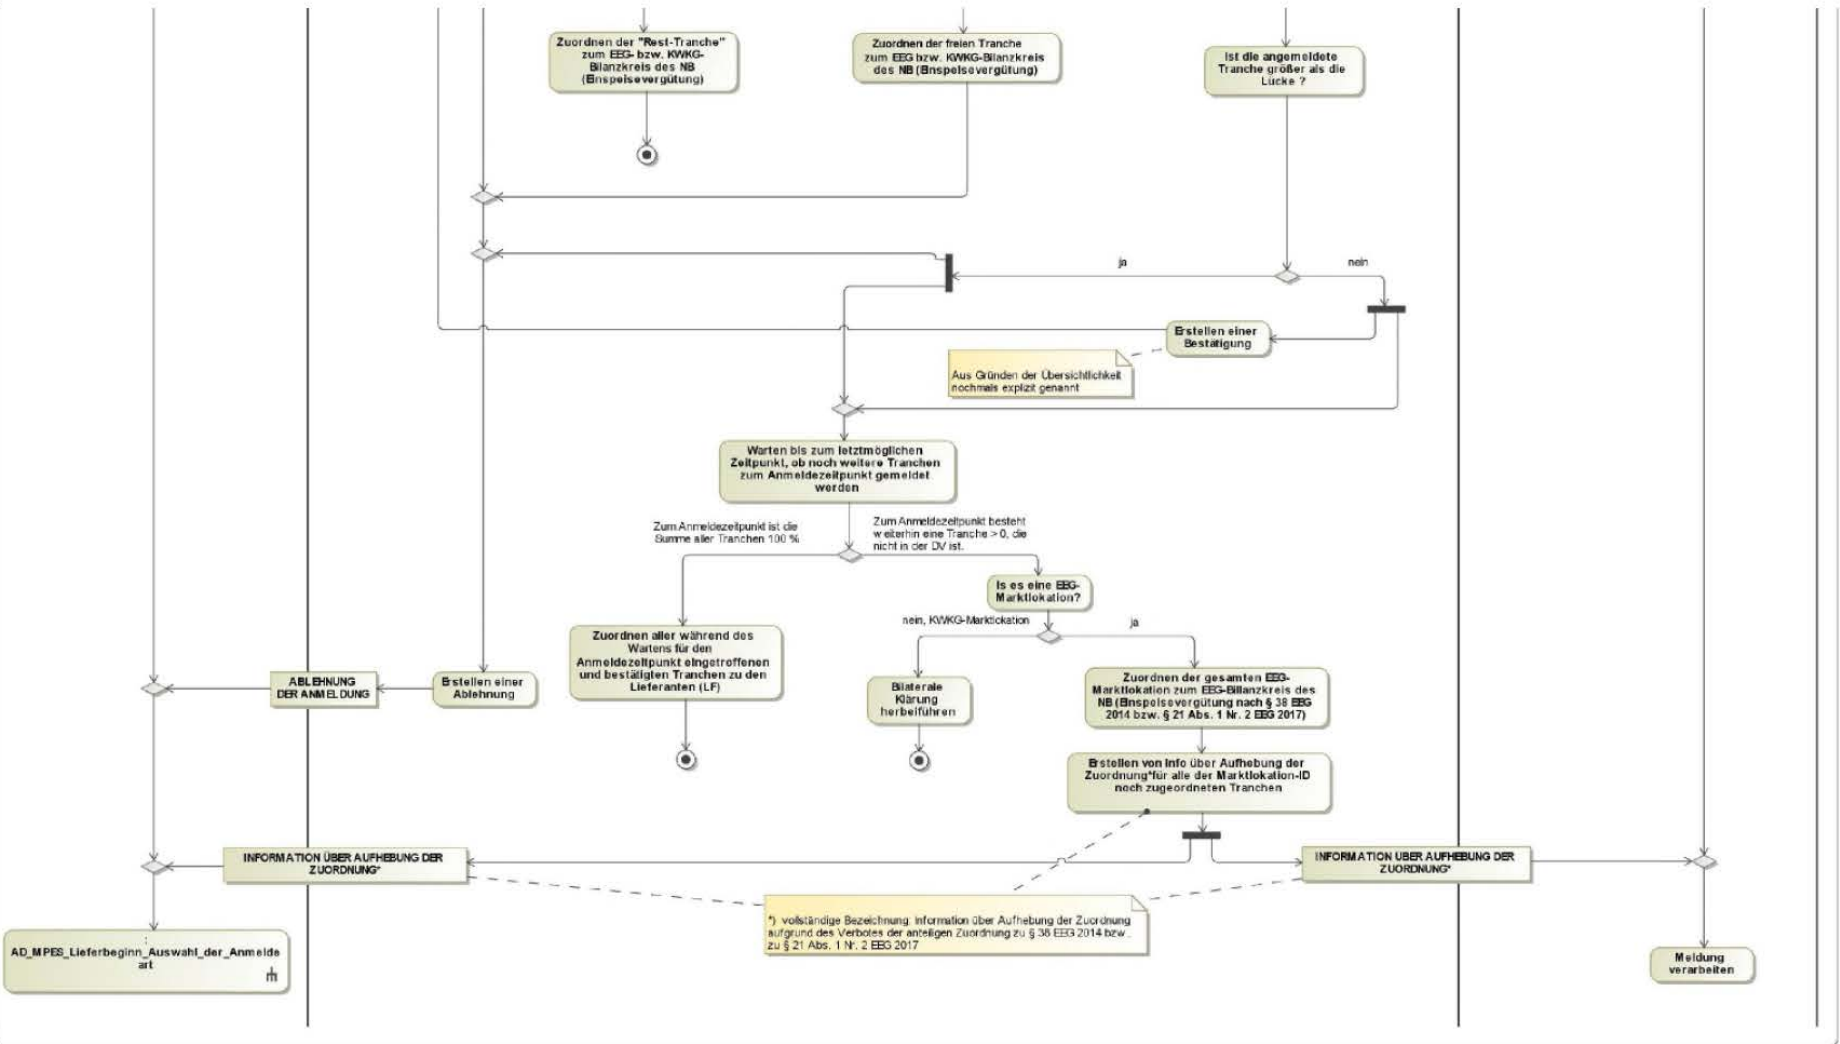 Zuordnen der "Rest-Tranche"
zum EEG- bzw. KWKG-
Bilanzkreis des NB
(Einspeisevergütung)
Zuordnen der freien Tranche
zum EEG bzw. KWKG-Bilanzkreis
des NB (Einspeisevergütung)
Ist die angemeldete
Tranche größer als die
Lücke ?
ja
nein
Erstellen einer
Bestätigung
Aus Gründen der Übersichtlichkeit
nochmals explizit genannt
Warten bis zum letztmöglichen
Zeitpunkt, ob noch weitere Tranchen
zum Anmeldezeitpunkt gemeldet
werden
Zum Anmeldezeitpunkt ist die
Summe aller Tranchen 100 %
Zum Anmeldezeitpunkt besteht
weiterhin eine Tranche > 0, die
nicht in der DV ist.
Is es eine EEG-
Marktlokation?
nein, KWKG-Marktlokation
ja
Zuordnen aller während des
Wartens für den
Anmeldezeitpunkt eingetroffenen
und bestätigten Tranchen zu den
Lieferanten (LF)
ABLEHNUNG
DER ANMELDUNG
Erstellen einer
Ablehnung
Bilaterale
Klärung
herbeiführen
Zuordnen der gesamten EEG-
Marktlokation zum EEG-Billanzkreis des
NB (Einspeisevergütung nach § 38 EEG
2014 bzw. § 21 Abs. 1 Nr. 2 EEG 2017)
Erstellen von Info über Aufhebung der
Zuordnung*für alle der Marktlokation-ID
noch zugeordneten Tranchen
INFORMATION ÜBER AUFHEBUNG DER
ZUORDNUNG*
INFORMATION ÜBER AUFHEBUNG DER
ZUORDNUNG*
*) vollständige Bezeichnung: Information über Aufhebung der Zuordnung
aufgrund des Verbotes der anteiligen Zuordnung zu § 38 EEG 2014 bzw.
zu § 21 Abs. 1 Nr. 2 EEG 2017
:
AD_MPES_Lieferbeginn_Auswahl_der_Anmelde
art
Meldung
verarbeiten